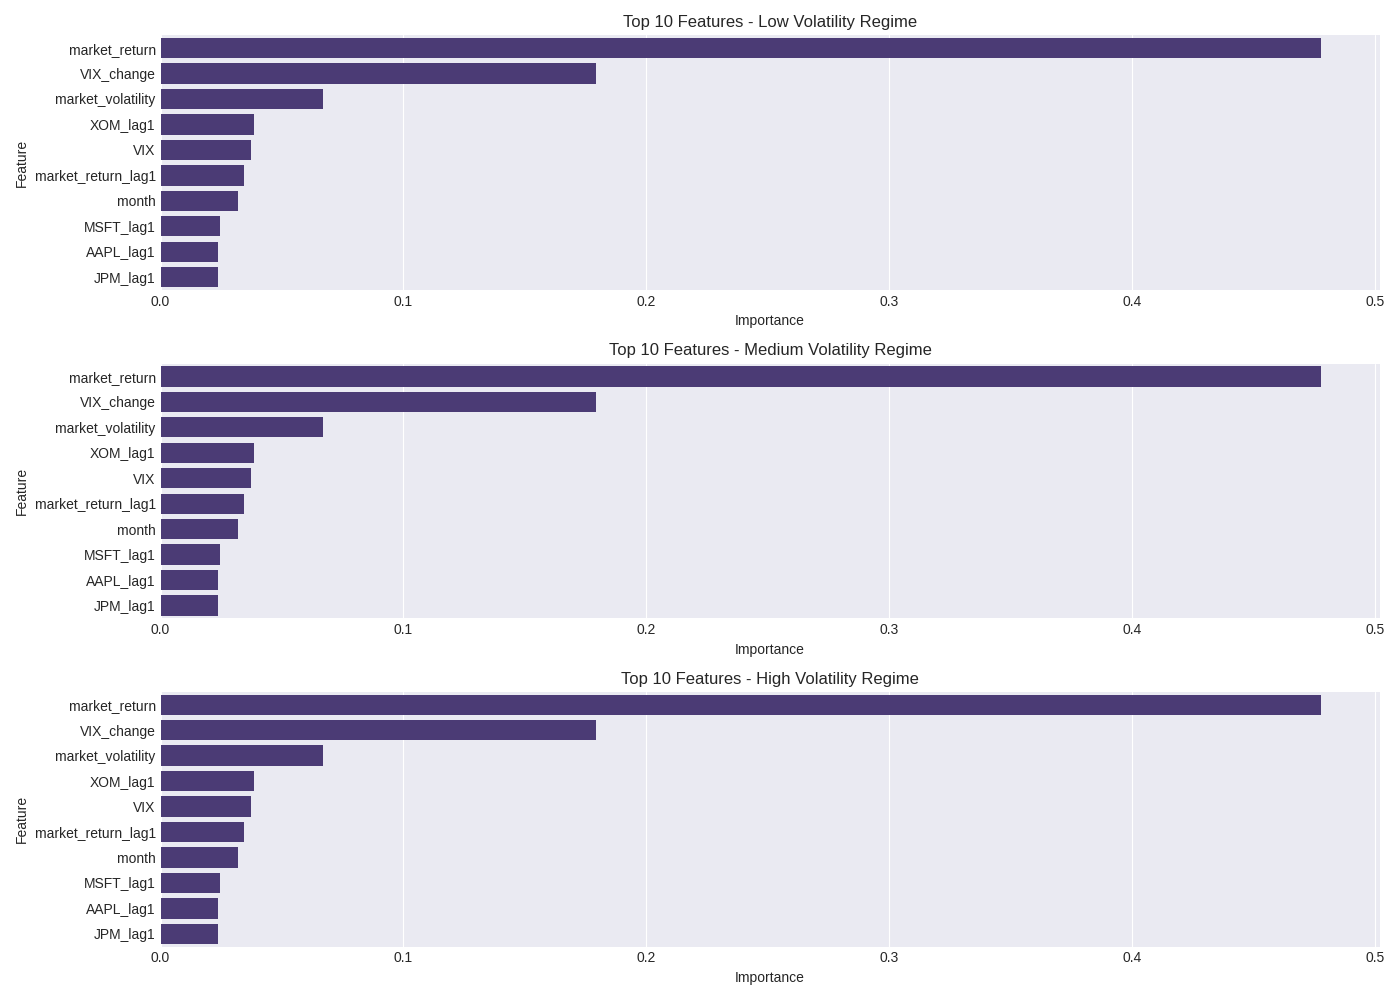 Top 10 Features - Low Volatility Regime
Feature
market_return
VIX_change
market_volatility
XOM_lag1
VIX
market_return_lag1
month
MSFT_lag1
AAPL_lag1
JPM_lag1
0.0 0.1 0.2 0.3 0.4 0.5
Importance
Top 10 Features - Medium Volatility Regime
Feature
market_return
VIX_change
market_volatility
XOM_lag1
VIX
market_return_lag1
month
MSFT_lag1
AAPL_lag1
JPM_lag1
0.0 0.1 0.2 0.3 0.4 0.5
Importance
Top 10 Features - High Volatility Regime
Feature
market_return
VIX_change
market_volatility
XOM_lag1
VIX
market_return_lag1
month
MSFT_lag1
AAPL_lag1
JPM_lag1
0.0 0.1 0.2 0.3 0.4 0.5
Importance